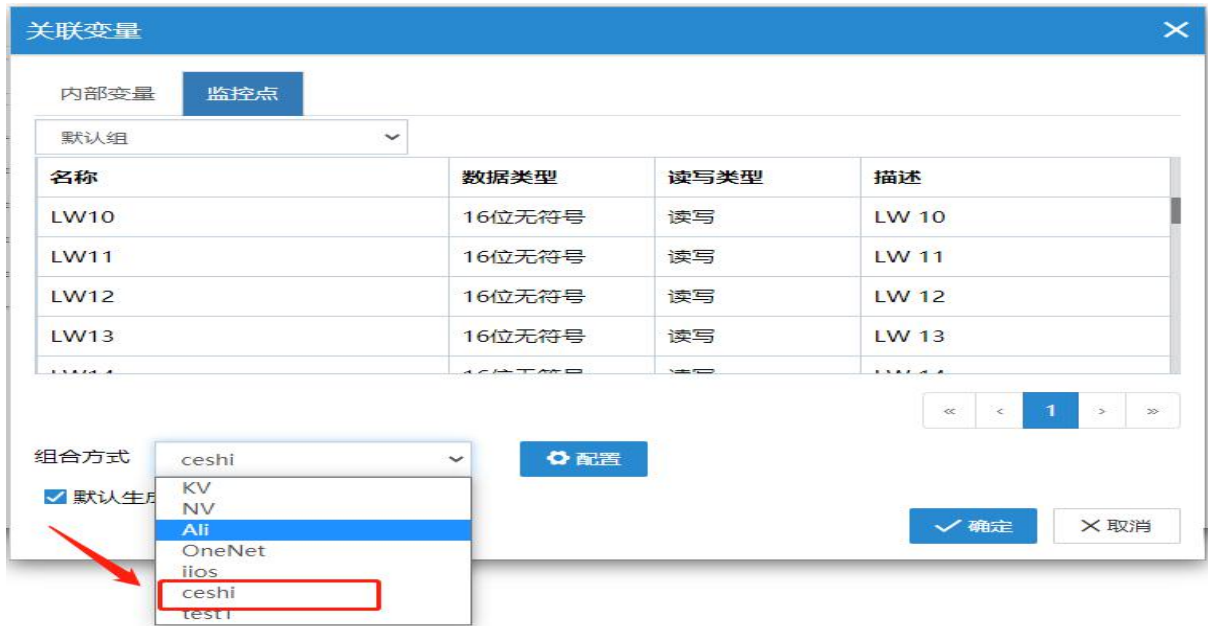 关联变量
内部变量 监控点
默认组
名称 数据类型 读写类型 描述
LW10 16位无符号 读写 LW 10
LW11 16位无符号 读写 LW 11
LW12 16位无符号 读写 LW 12
LW13 16位无符号 读写 LW 13
« < 1 > »
组合方式 ceshi 配置
默认生
KV
NV
Ali
OneNet
iios
ceshi
test1
确定 取消